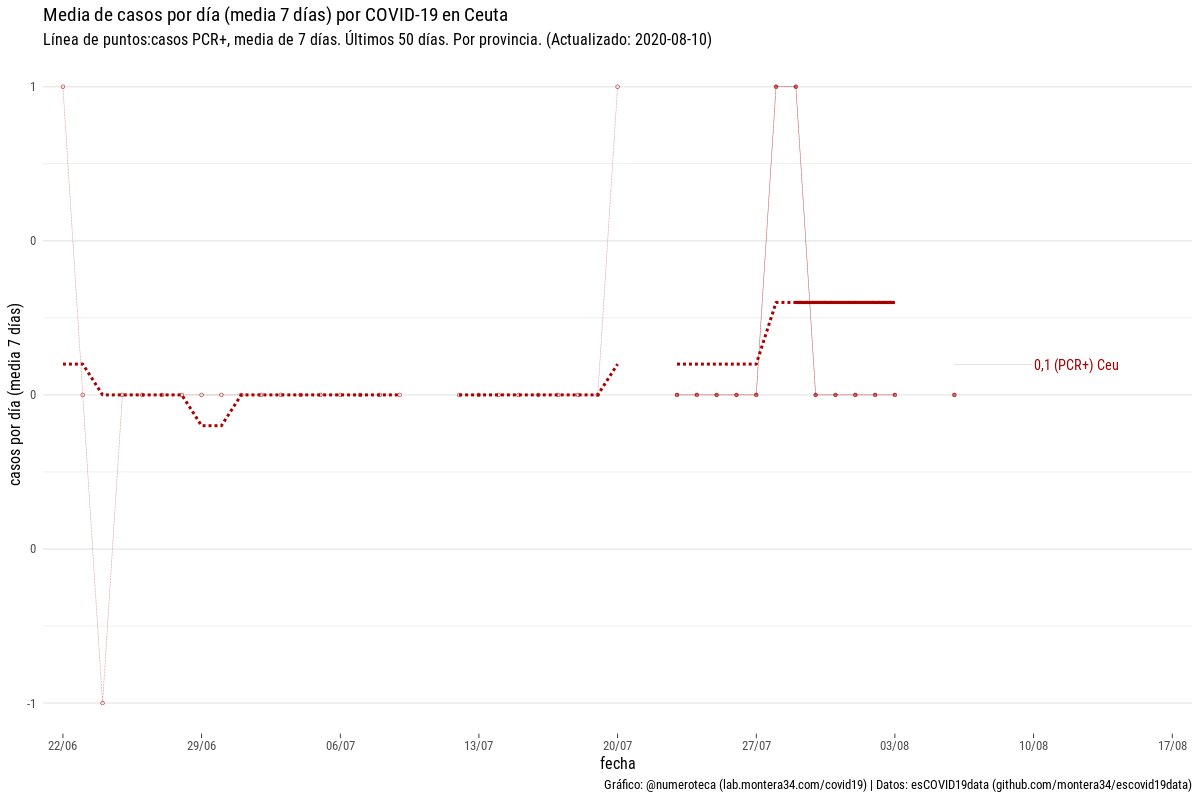 Media de casos por día (media 7 días) por COVID-19 en Ceuta
Línea de puntos:casos PCR+, media de 7 días. Últimos 50 días. Por provincia. (Actualizado: 2020-08-10)
casos por día (media 7 días)
1
0
0
0
-1
0,1 (PCR+) Ceu
22/06
29/06
06/07
13/07
20/07
27/07
03/08
10/08
17/08
fecha
Gráfico: @numeroteca (lab.montera34.com/covid19) | Datos: esCOVID19data (github.com/montera34/escovid19data)